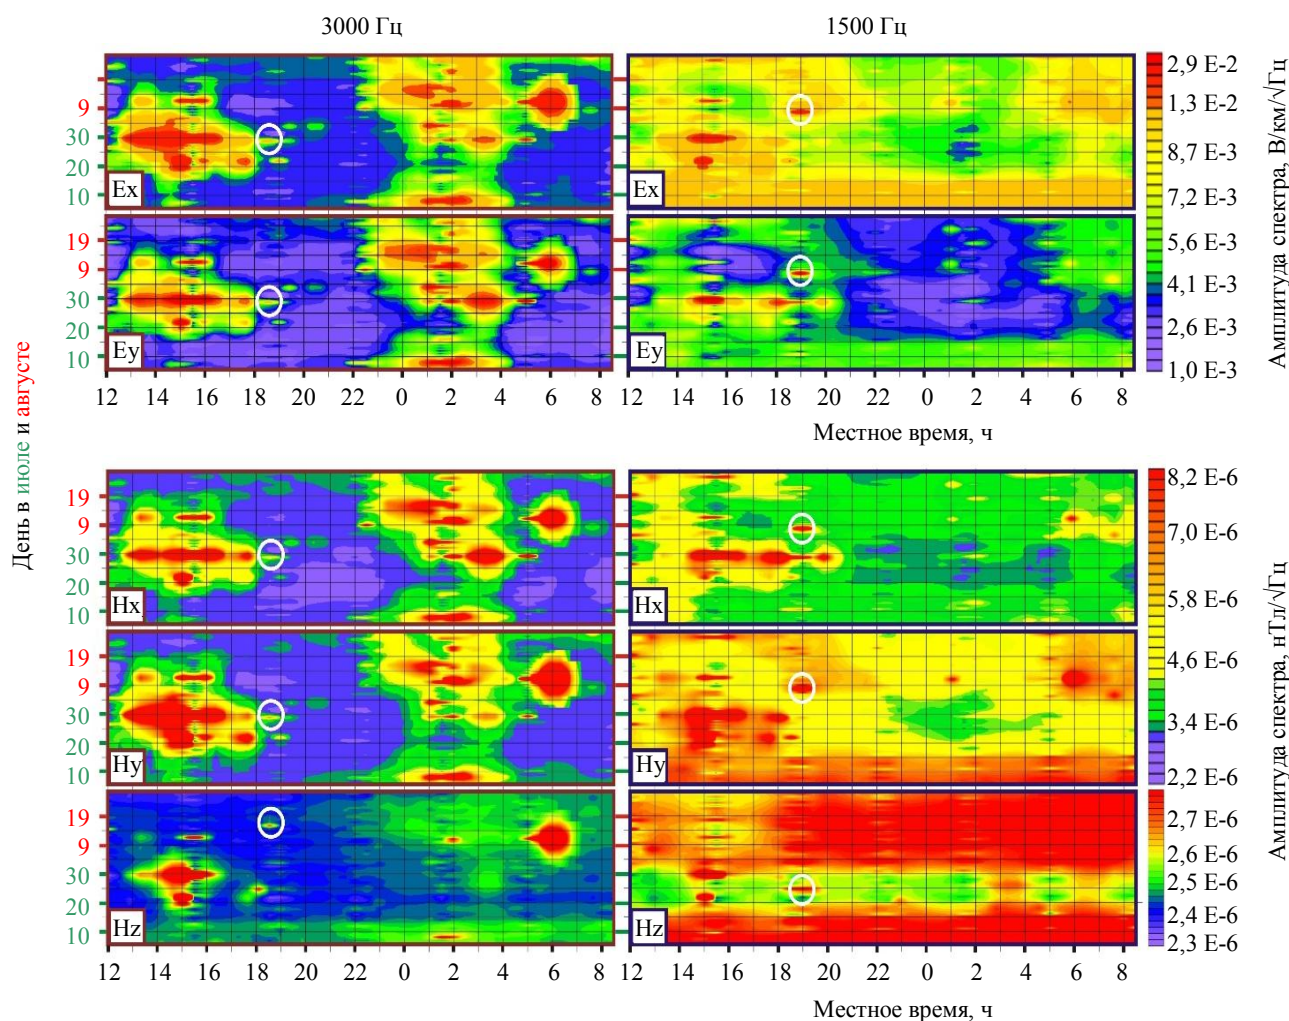 3000 Гц
1500 Гц
9
30
20
10
Ex
Ex
2,9 E-2
1,3 E-2
8,7 E-3
7,2 E-3
5,6 E-3
4,1 E-3
2,6 E-3
1,0 E-3
Амплитуда спектра, В/км/√Гц
19
9
30
20
10
Ey
Ey
12 14 16 18 20 22 0 2 4 6 8
12 14 16 18 20 22 0 2 4 6 8
Местное время, ч
День в июле и августе
19
9
30
20
10
Hx
Hx
8,2 E-6
7,0 E-6
5,8 E-6
4,6 E-6
3,4 E-6
2,2 E-6
Амплитуда спектра, нТл/√Гц
19
9
30
20
10
Hy
Hy
19
9
30
20
10
Hz
Hz
2,7 E-6
2,6 E-6
2,5 E-6
2,4 E-6
2,3 E-6
12 14 16 18 20 22 0 2 4 6 8
12 14 16 18 20 22 0 2 4 6 8
Местное время, ч